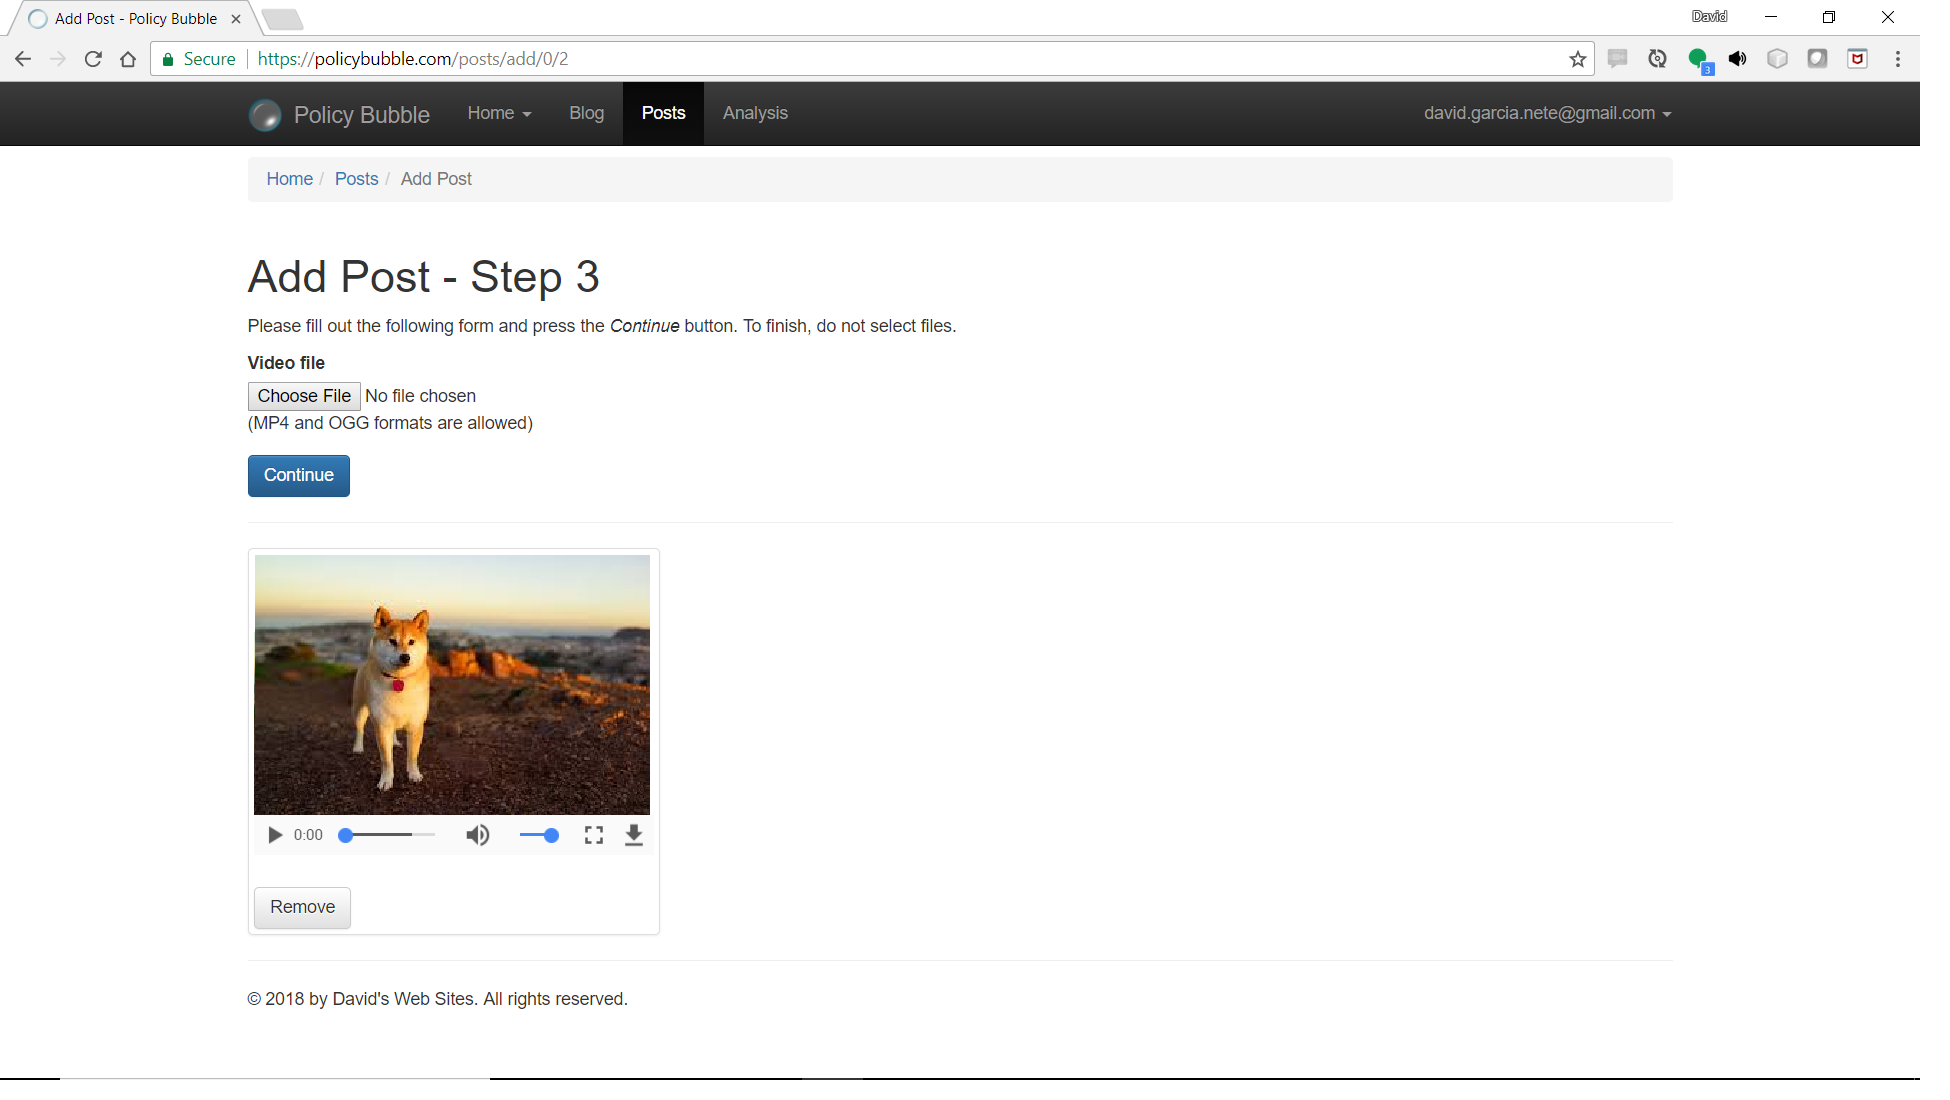 Add Post - Policy Bubble
David
Secure
https://policybubble.com/posts/add/0/2
3
Policy Bubble
Home
Blog
Posts
Analysis
david.garcia.nete@gmail.com
Home / Posts / Add Post
Add Post - Step 3
Please fill out the following form and press the Continue button. To finish, do not select files.
Video file
Choose File No file chosen
(MP4 and OGG formats are allowed)
Continue
0:00
Remove
© 2018 by David's Web Sites. All rights reserved.